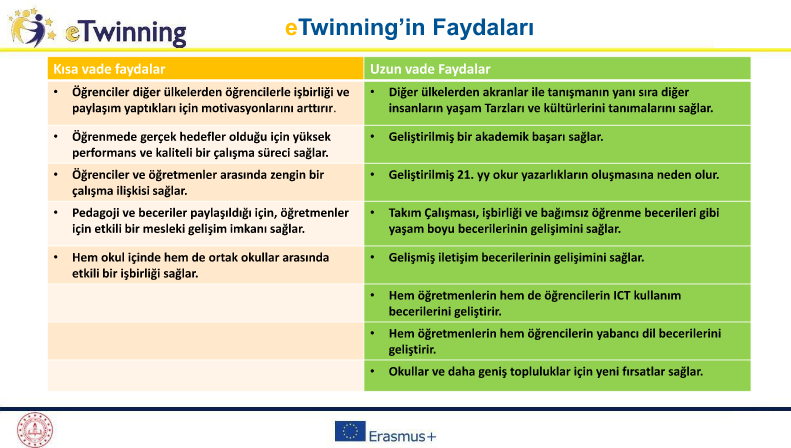 eTwinning
eTwinning’in Faydaları
Kısa vade faydalar
Uzun vade Faydalar
• Öğrenciler diğer ülkelerden öğrencilerle işbirliği ve
paylaşım yaptıkları için motivasyonlarını arttırır.
• Diğer ülkelerden akranlar ile tanışmanın yanı sıra diğer
insanların yaşam Tarzları ve kültürlerini tanımalarını sağlar.
• Öğrenmede gerçek hedefler olduğu için yüksek
performans ve kaliteli bir çalışma süreci sağlar.
• Geliştirilmiş bir akademik başarı sağlar.
• Öğrenciler ve öğretmenler arasında zengin bir
çalışma ilişkisi sağlar.
• Geliştirilmiş 21. yy okur yazarlıkların oluşmasına neden olur.
• Pedagoji ve beceriler paylaşıldığı için, öğretmenler
için etkili bir mesleki gelişim imkanı sağlar.
• Takım Çalışması, işbirliği ve bağımsız öğrenme becerileri gibi
yaşam boyu becerilerinin gelişimini sağlar.
• Hem okul içinde hem de ortak okullar arasında
etkili bir işbirliği sağlar.
• Gelişmiş iletişim becerilerinin gelişimini sağlar.
• Hem öğretmenlerin hem de öğrencilerin ICT kullanım
becerilerini geliştirir.
• Hem öğretmenlerin hem öğrencilerin yabancı dil becerilerini
geliştirir.
• Okullar ve daha geniş topluluklar için yeni fırsatlar sağlar.
Erasmus+